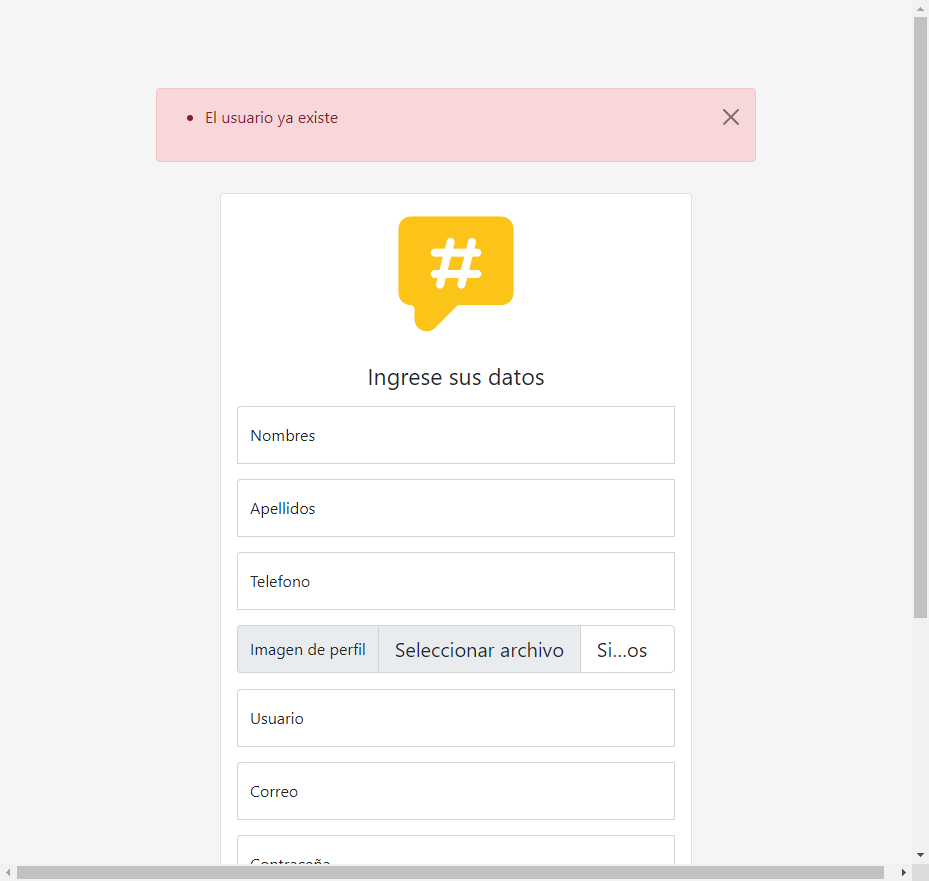 El usuario ya existe
#
Ingrese sus datos
Nombres
Apellidos
Telefono
Imagen de perfil Seleccionar archivo Si...os
Usuario
Correo
Contraseña